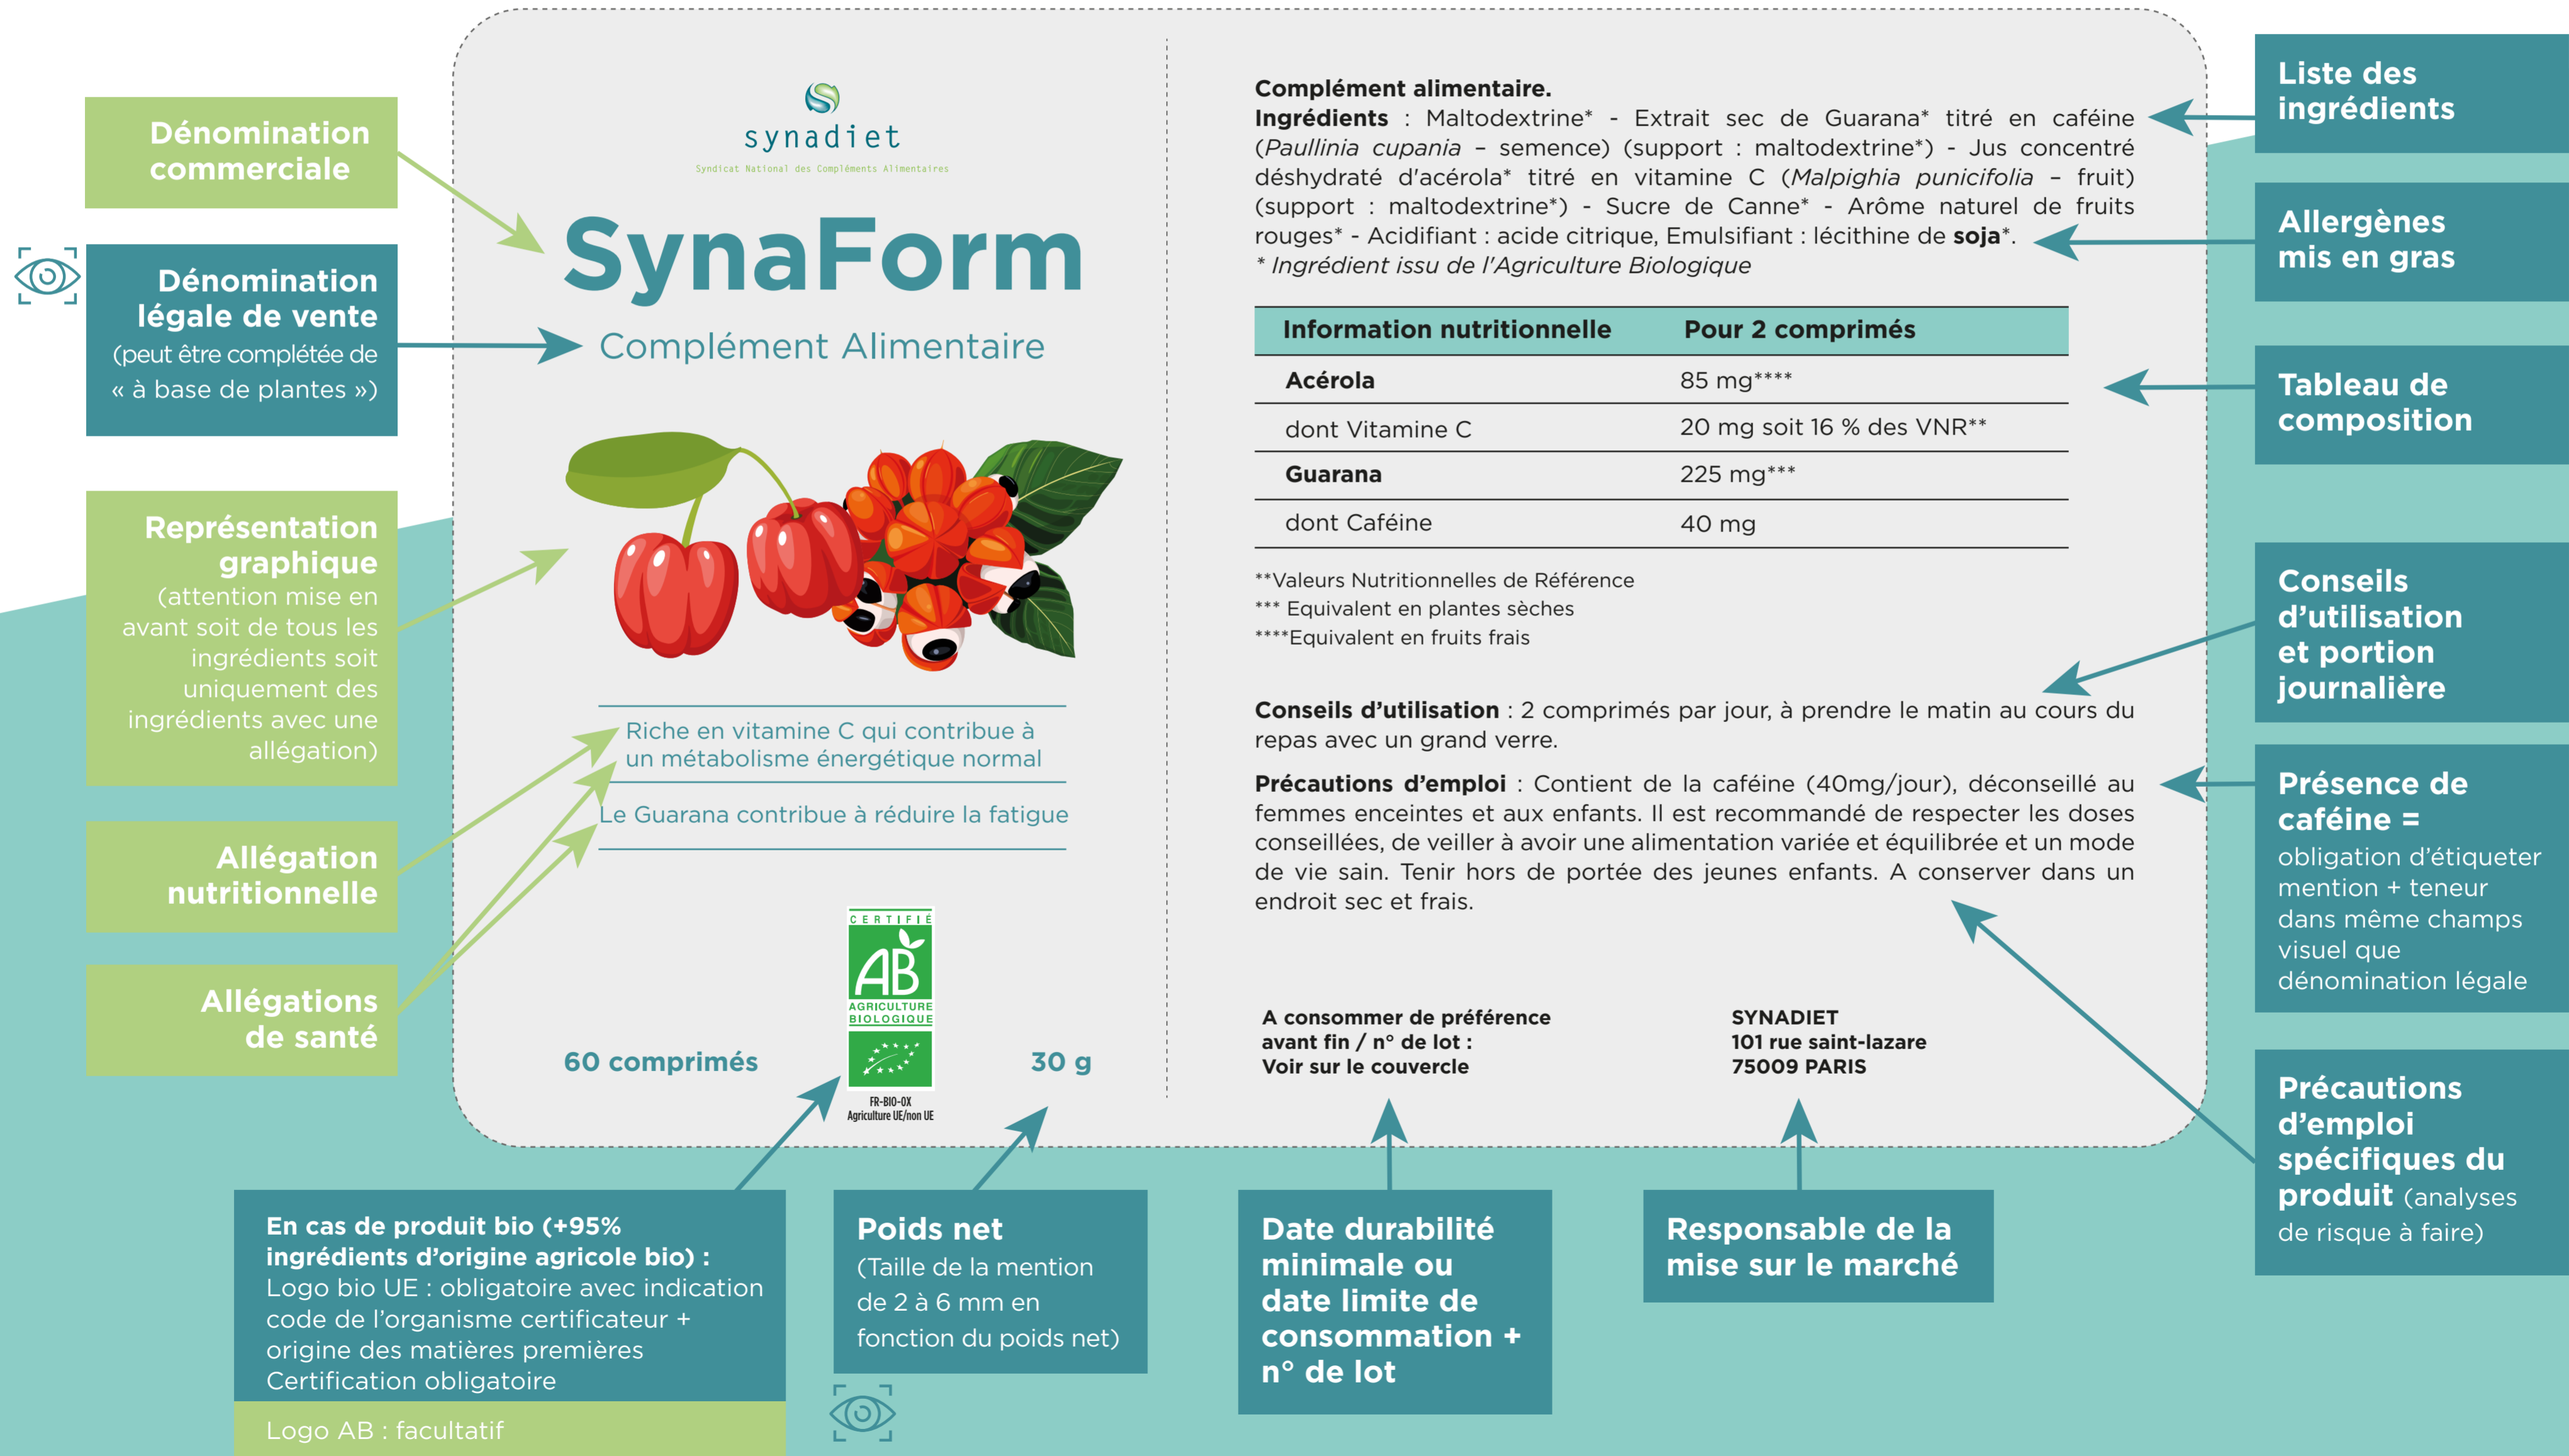 Dénomination
commerciale
Dénomination
légale de vente
(peut être complétée de
« à base de plantes »)
Représentation
graphique
(attention mise en
avant soit de tous les
ingrédients soit
uniquement des
ingrédients avec une
allégation)
Allégation
nutritionnelle
Allégations
de santé
synadiet
Syndicat National des Compléments Alimentaires
SynaForm
Complément Alimentaire
Riche en vitamine C qui contribue à
un métabolisme énergétique normal
Le Guarana contribue à réduire la fatigue
60 comprimés
CERTIFIÉ
AB
AGRICULTURE
BIOLOGIQUE
FR-BIO-0X
Agriculture UE/non UE
30 g
Complément alimentaire.
Ingrédients : Maltodextrine* - Extrait sec de Guarana* titré en caféine
(Paullinia cupania – semence) (support : maltodextrine*) - Jus concentré
déshydraté d'acérola* titré en vitamine C (Malpighia punicifolia – fruit)
(support : maltodextrine*) - Sucre de Canne* - Arôme naturel de fruits
rouges* - Acidifiant : acide citrique, Emulsifiant : lécithine de soja*.
* Ingrédient issu de l'Agriculture Biologique
Information nutritionnelle Pour 2 comprimés
Acérola 85 mg****
dont Vitamine C 20 mg soit 16 % des VNR**
Guarana 225 mg***
dont Caféine 40 mg
**Valeurs Nutritionnelles de Référence
*** Equivalent en plantes sèches
****Equivalent en fruits frais
Conseils d’utilisation : 2 comprimés par jour, à prendre le matin au cours du
repas avec un grand verre.
Précautions d’emploi : Contient de la caféine (40mg/jour), déconseillé au
femmes enceintes et aux enfants. Il est recommandé de respecter les doses
conseillées, de veiller à avoir une alimentation variée et équilibrée et un mode
de vie sain. Tenir hors de portée des jeunes enfants. A conserver dans un
endroit sec et frais.
A consommer de préférence
avant fin / n° de lot :
Voir sur le couvercle
SYNADIET
101 rue saint-lazare
75009 PARIS
Liste des
ingrédients
Allergènes
mis en gras
Tableau de
composition
Conseils
d’utilisation
et portion
journalière
Présence de
caféine =
obligation d’étiqueter
mention + teneur
dans même champs
visuel que
dénomination légale
Précautions
d’emploi
spécifiques du
produit (analyses
de risque à faire)
En cas de produit bio (+95%
ingrédients d’origine agricole bio) :
Logo bio UE : obligatoire avec indication
code de l’organisme certificateur +
origine des matières premières
Certification obligatoire
Logo AB : facultatif
Poids net
(Taille de la mention
de 2 à 6 mm en
fonction du poids net)
Date durabilité
minimale ou
date limite de
consommation +
n° de lot
Responsable de la
mise sur le marché